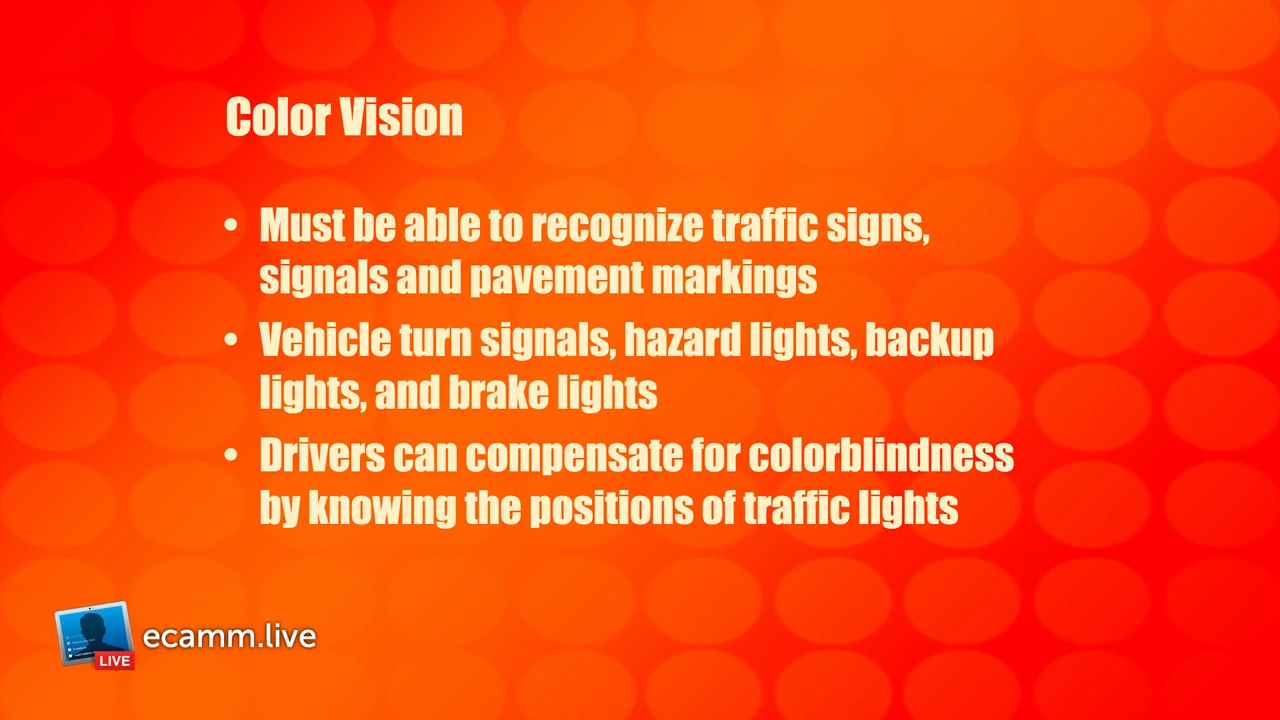 Color Vision
• Must be able to recognize traffic signs,
signals and pavement markings
• Vehicle turn signals, hazard lights, backup
lights, and brake lights
• Drivers can compensate for colorblindness
by knowing the positions of traffic lights
ecamm.live
LIVE